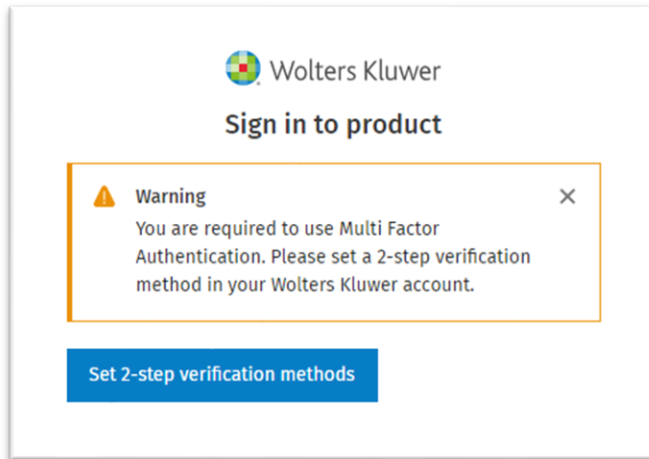 Wolters Kluwer
Sign in to product
Warning
You are required to use Multi Factor
Authentication. Please set a 2-step verification
method in your Wolters Kluwer account.
Set 2-step verification methods